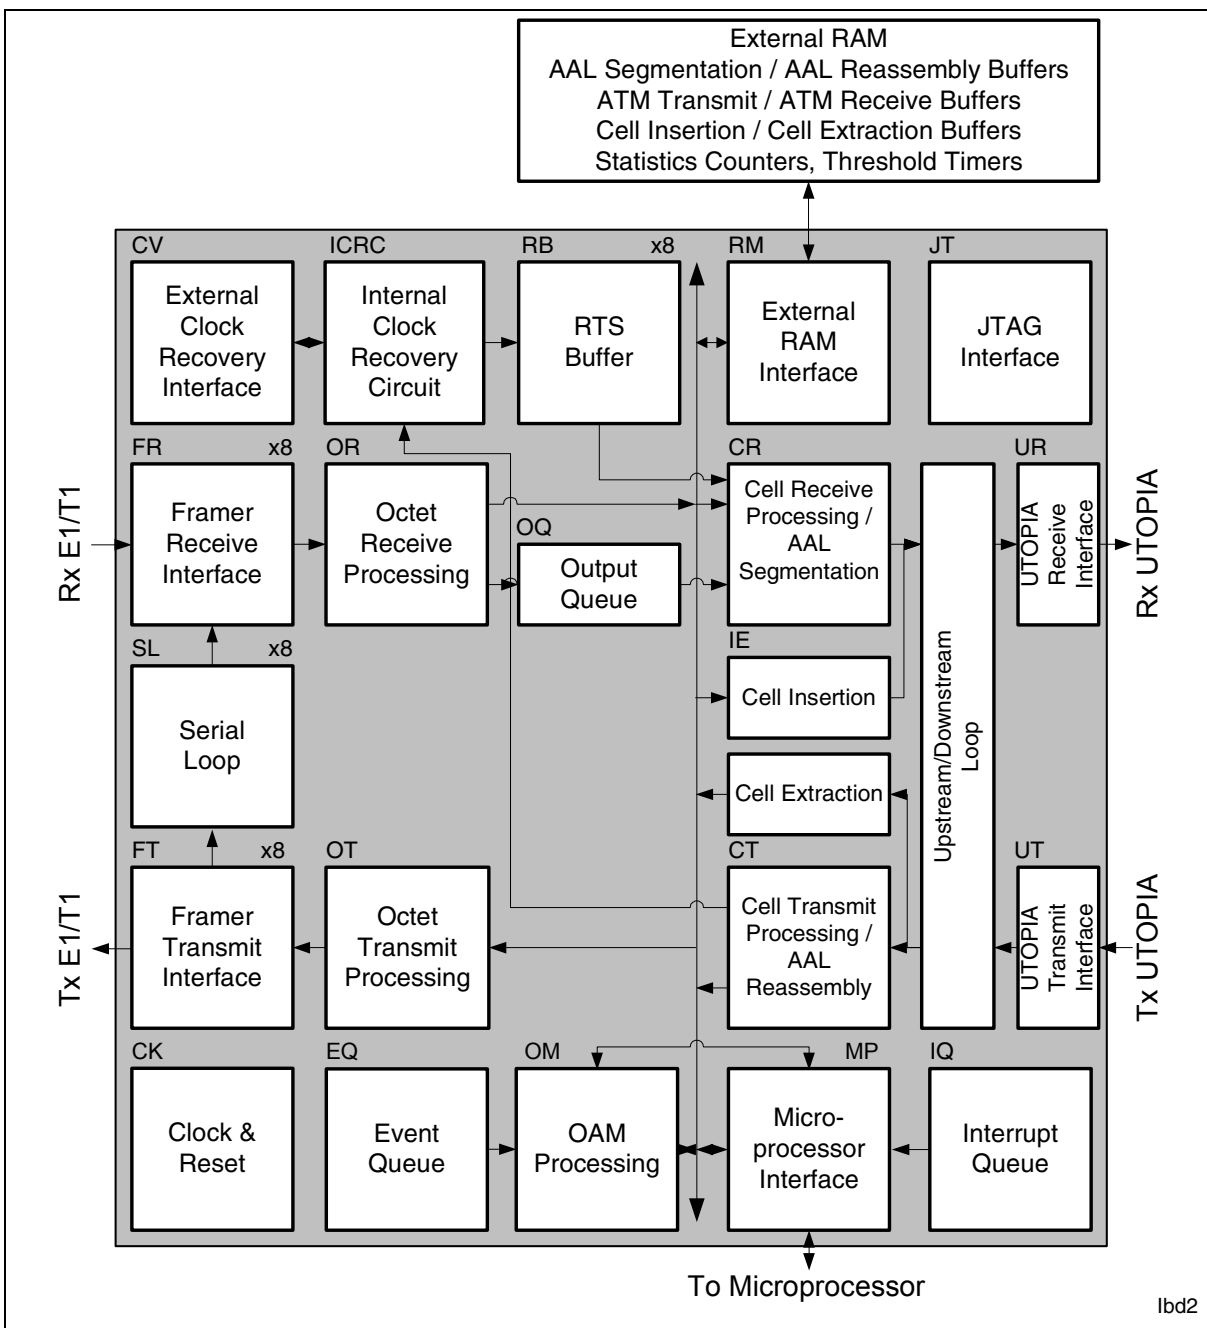 External RAM
AAL Segmentation / AAL Reassembly Buffers
ATM Transmit / ATM Receive Buffers
Cell Insertion / Cell Extraction Buffers
Statistics Counters, Threshold Timers
CV
ICRC
RB
x8
RM
JT
External
Clock
Recovery
Interface
Internal
Clock
Recovery
Circuit
RTS
Buffer
External
RAM
Interface
JTAG
Interface
FR
x8
OR
CR
UR
Rx E1/T1
Framer
Receive
Interface
Octet
Receive
Processing
OQ
Output
Queue
Cell Receive
Processing /
AAL
Segmentation
UTOPIA
Receive
Interface
Rx UTOPIA
SL
x8
IE
Serial
Loop
Cell Insertion
Cell Extraction
Upstream/Downstream
Loop
FT
x8
OT
CT
UT
Tx E1/T1
Framer
Transmit
Interface
Octet
Transmit
Processing
Cell Transmit
Processing /
AAL
Reassembly
UTOPIA
Transmit
Interface
Tx UTOPIA
CK
EQ
OM
MP
IQ
Clock &
Reset
Event
Queue
OAM
Processing
Micro-
processor
Interface
Interrupt
Queue
To Microprocessor
Ibd2